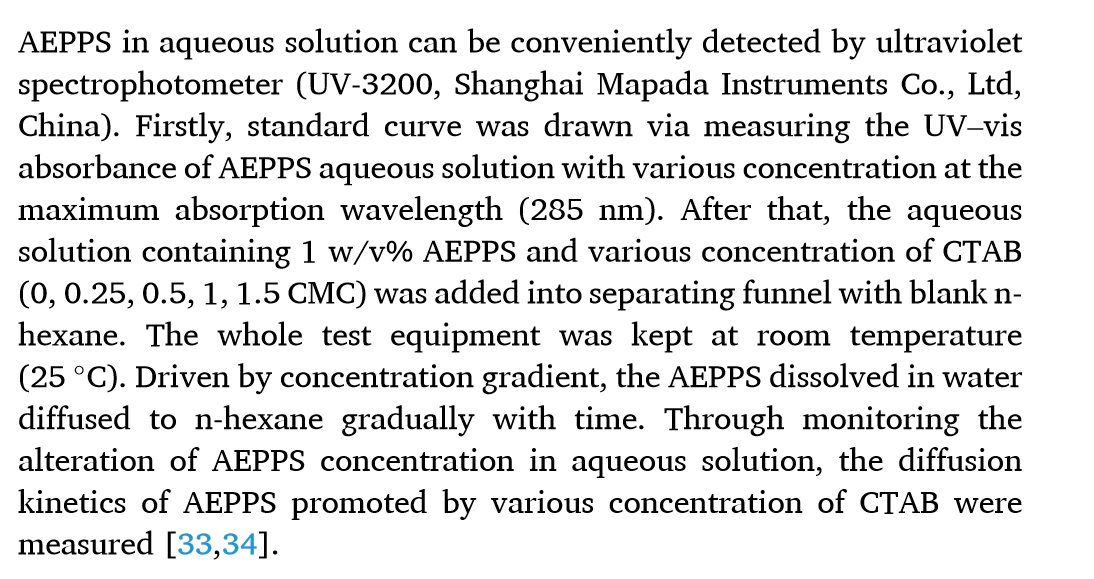 AEPPS in aqueous solution can be conveniently detected by ultraviolet
spectrophotometer (UV-3200, Shanghai Mapada Instruments Co., Ltd,
China). Firstly, standard curve was drawn via measuring the UV–vis
absorbance of AEPPS aqueous solution with various concentration at the
maximum absorption wavelength (285 nm). After that, the aqueous
solution containing 1 w/v% AEPPS and various concentration of CTAB
(0, 0.25, 0.5, 1, 1.5 CMC) was added into separating funnel with blank n-
hexane. The whole test equipment was kept at room temperature
(25 °C). Driven by concentration gradient, the AEPPS dissolved in water
diffused to n-hexane gradually with time. Through monitoring the
alteration of AEPPS concentration in aqueous solution, the diffusion
kinetics of AEPPS promoted by various concentration of CTAB were
measured [33,34].